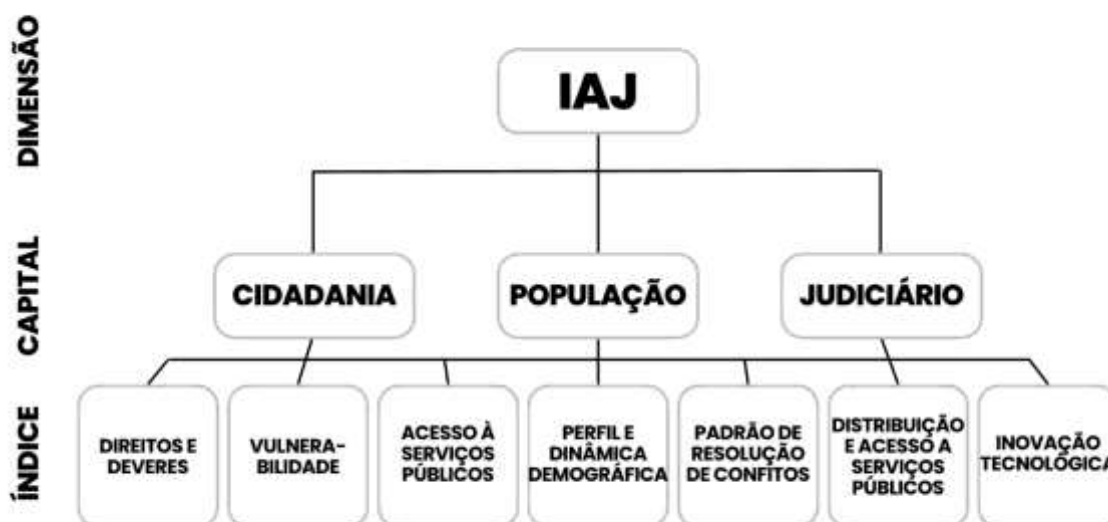 DIMENSÃO
IAJ
CAPITAL
CIDADANIA
POPULAÇÃO
JUDICIÁRIO
ÍNDICE
DIREITOS E
DEVERES
VULNERA-
BILIDADE
ACESSO À
SERVIÇOS
PÚBLICOS
PERFIL E
DINÂMICA
DEMOGRÁFICA
PADRÃO DE
RESOLUÇÃO
DE CONFITOS
DISTRIBUIÇÃO
E ACESSO A
SERVIÇOS
PÚBLICOS
INOVAÇÃO
TECNOLÓGICA